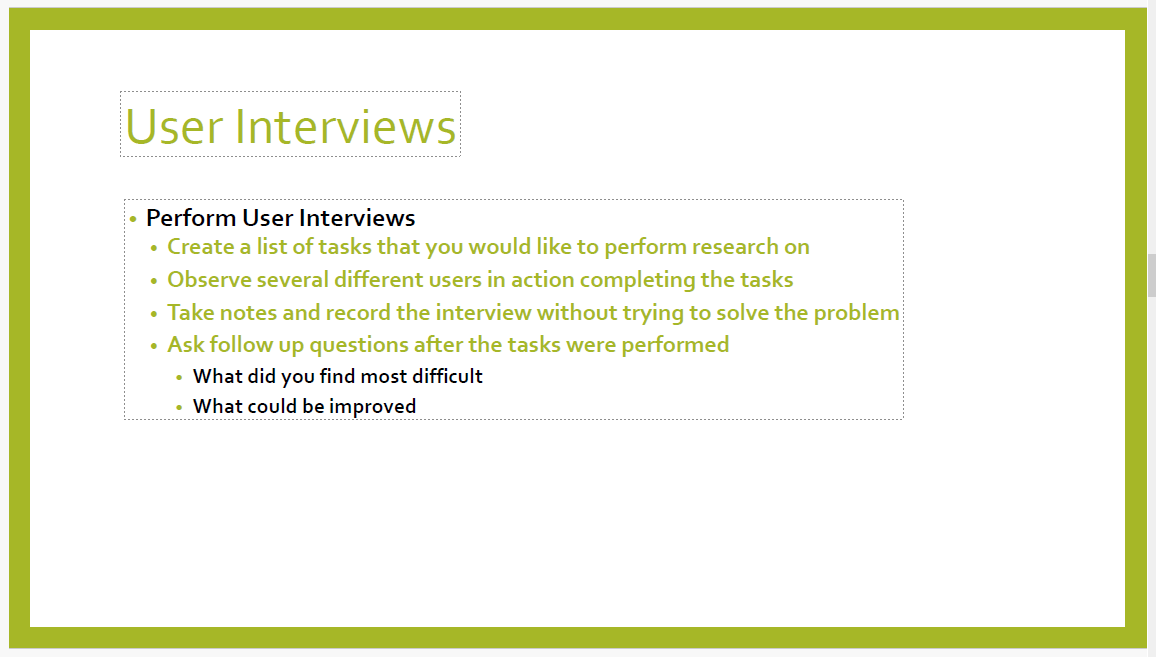 User Interviews
• Perform User Interviews
• Create a list of tasks that you would like to perform research on
• Observe several different users in action completing the tasks
• Take notes and record the interview without trying to solve the problem
• Ask follow up questions after the tasks were performed
• What did you find most difficult
• What could be improved